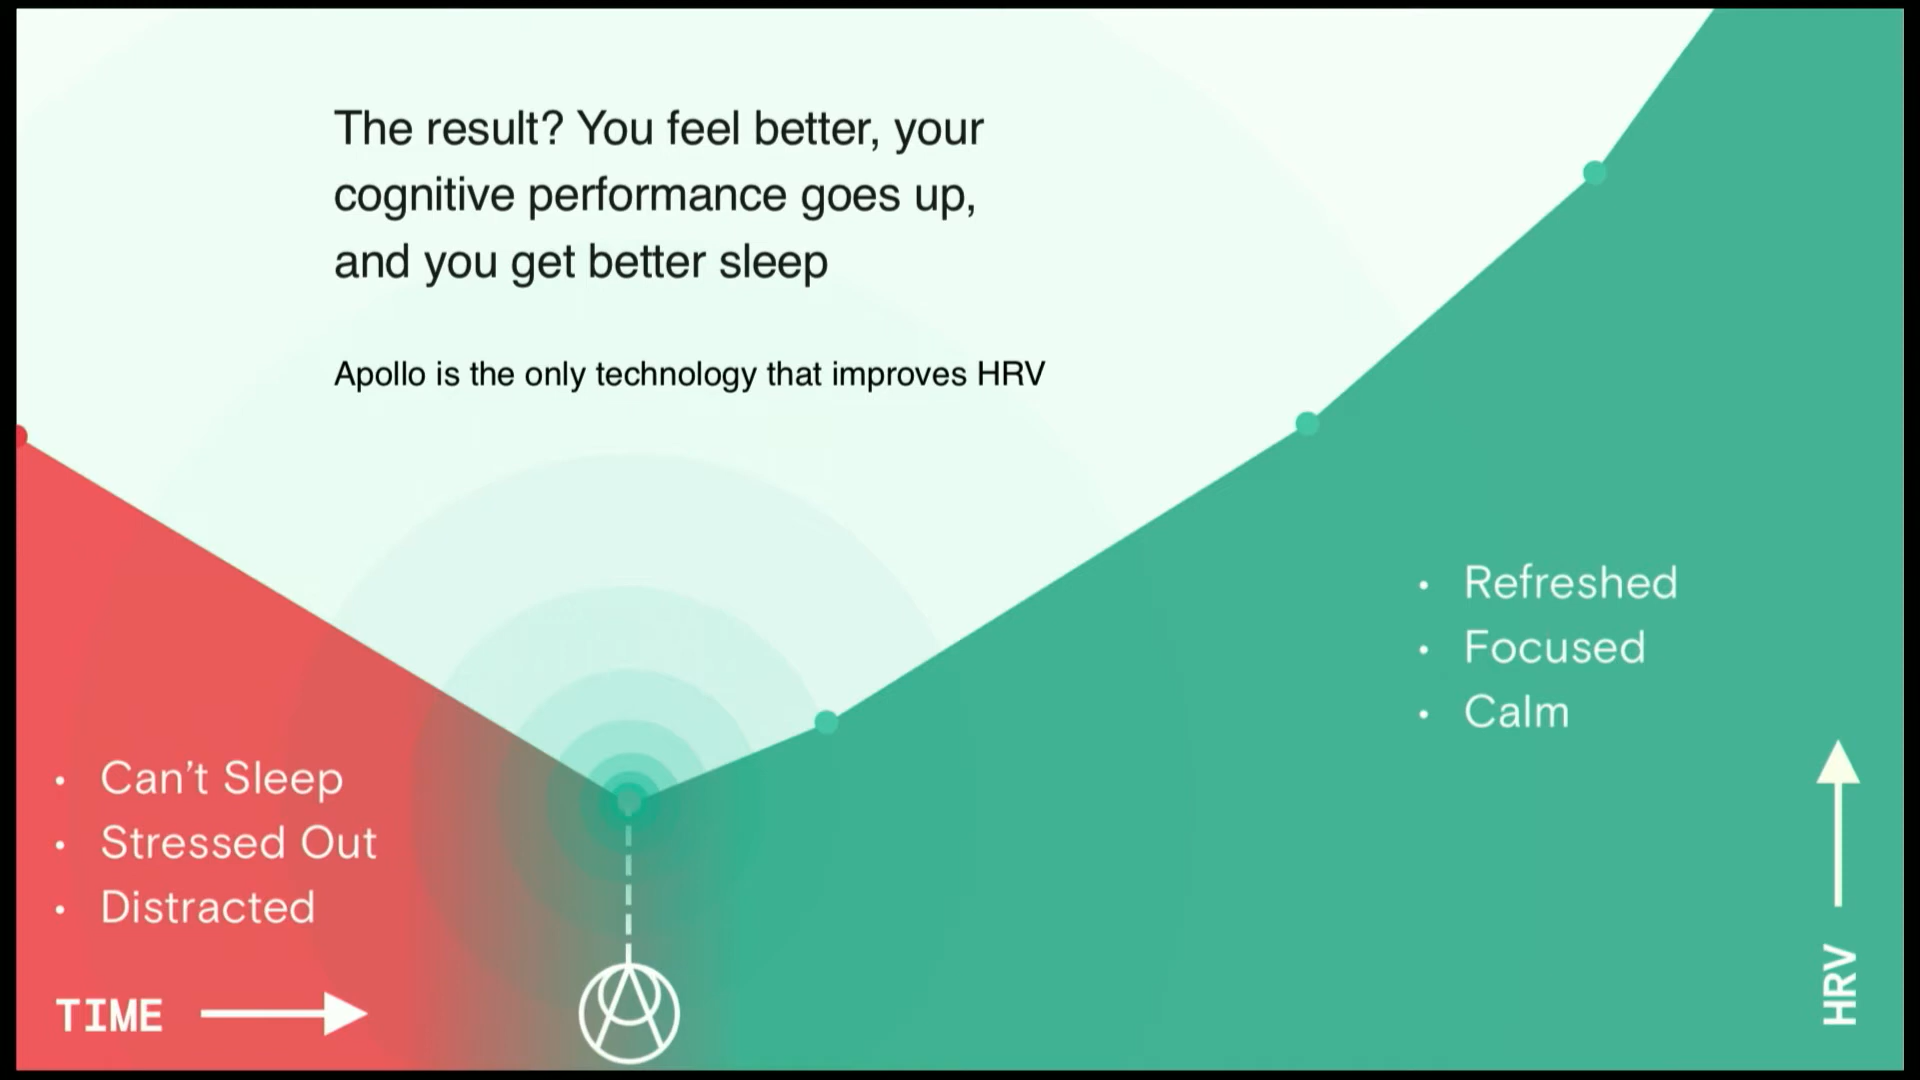 The result? You feel better, your
cognitive performance goes up,
and you get better sleep
Apollo is the only technology that improves HRV
• Can’t Sleep
• Stressed Out
• Distracted
TIME
• Refreshed
• Focused
• Calm
HRV